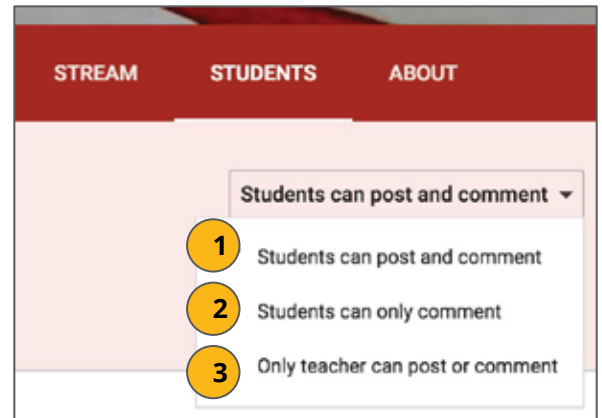 STREAM STUDENTS ABOUT
Students can post and comment
1 Students can post and comment
2 Students can only comment
3 Only teacher can post or comment